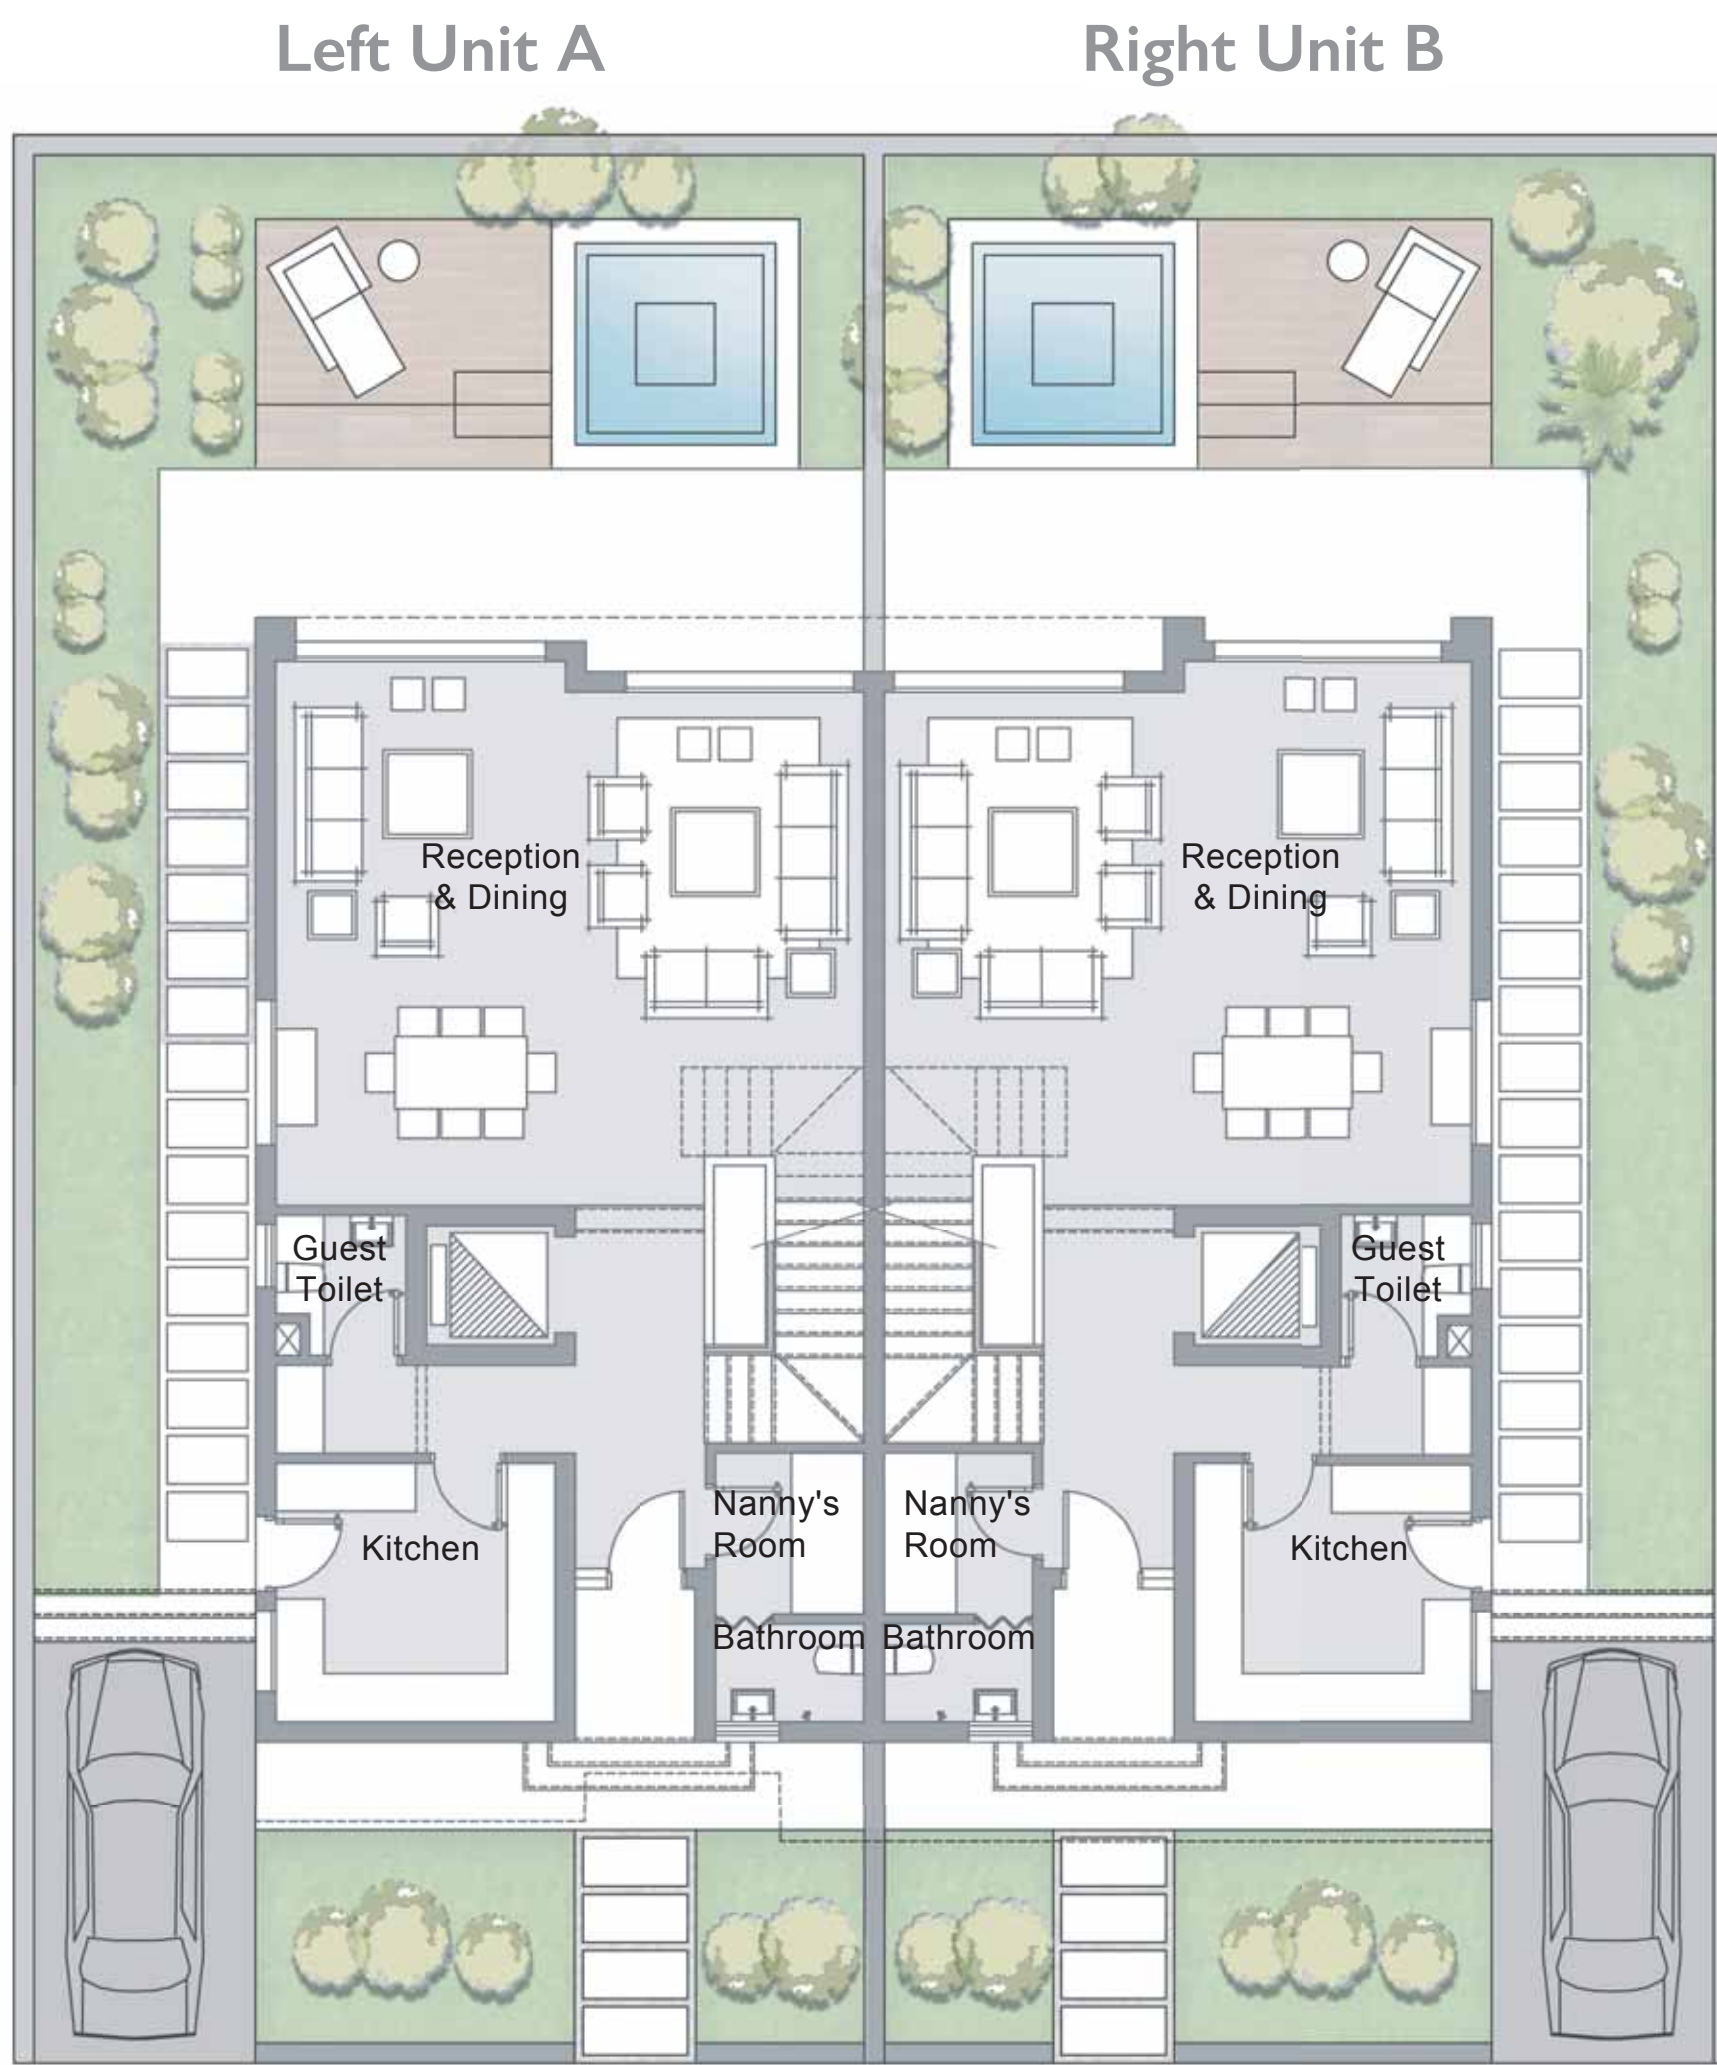 Left Unit A
Right Unit B
Reception
& Dining
Reception
& Dining
Guest
Toilet
Guest
Toilet
Nanny's
Room
Nanny's
Room
Kitchen
Kitchen
Bathroom
Bathroom